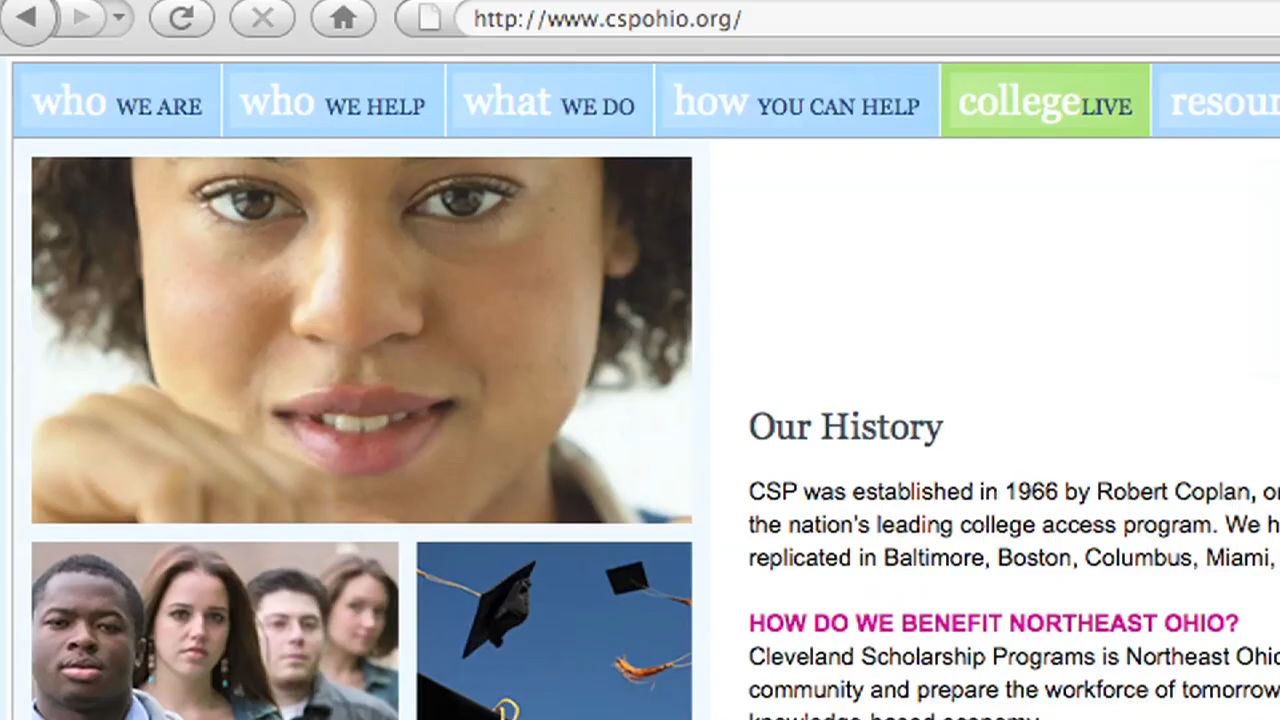 http://www.cspohio.org/
who WE ARE who WE HELP what WE DO how YOU CAN HELP collegeLIVE
Our History
CSP was established in 1966 by Robert Coplan,
the nation's leading college access program. We
replicated in Baltimore, Boston, Columbus, Miami,
HOW DO WE BENEFIT NORTHEAST OHIO?
Cleveland Scholarship Programs is Northeast
community and prepare the workforce of tomorrow
knowledge-based economy